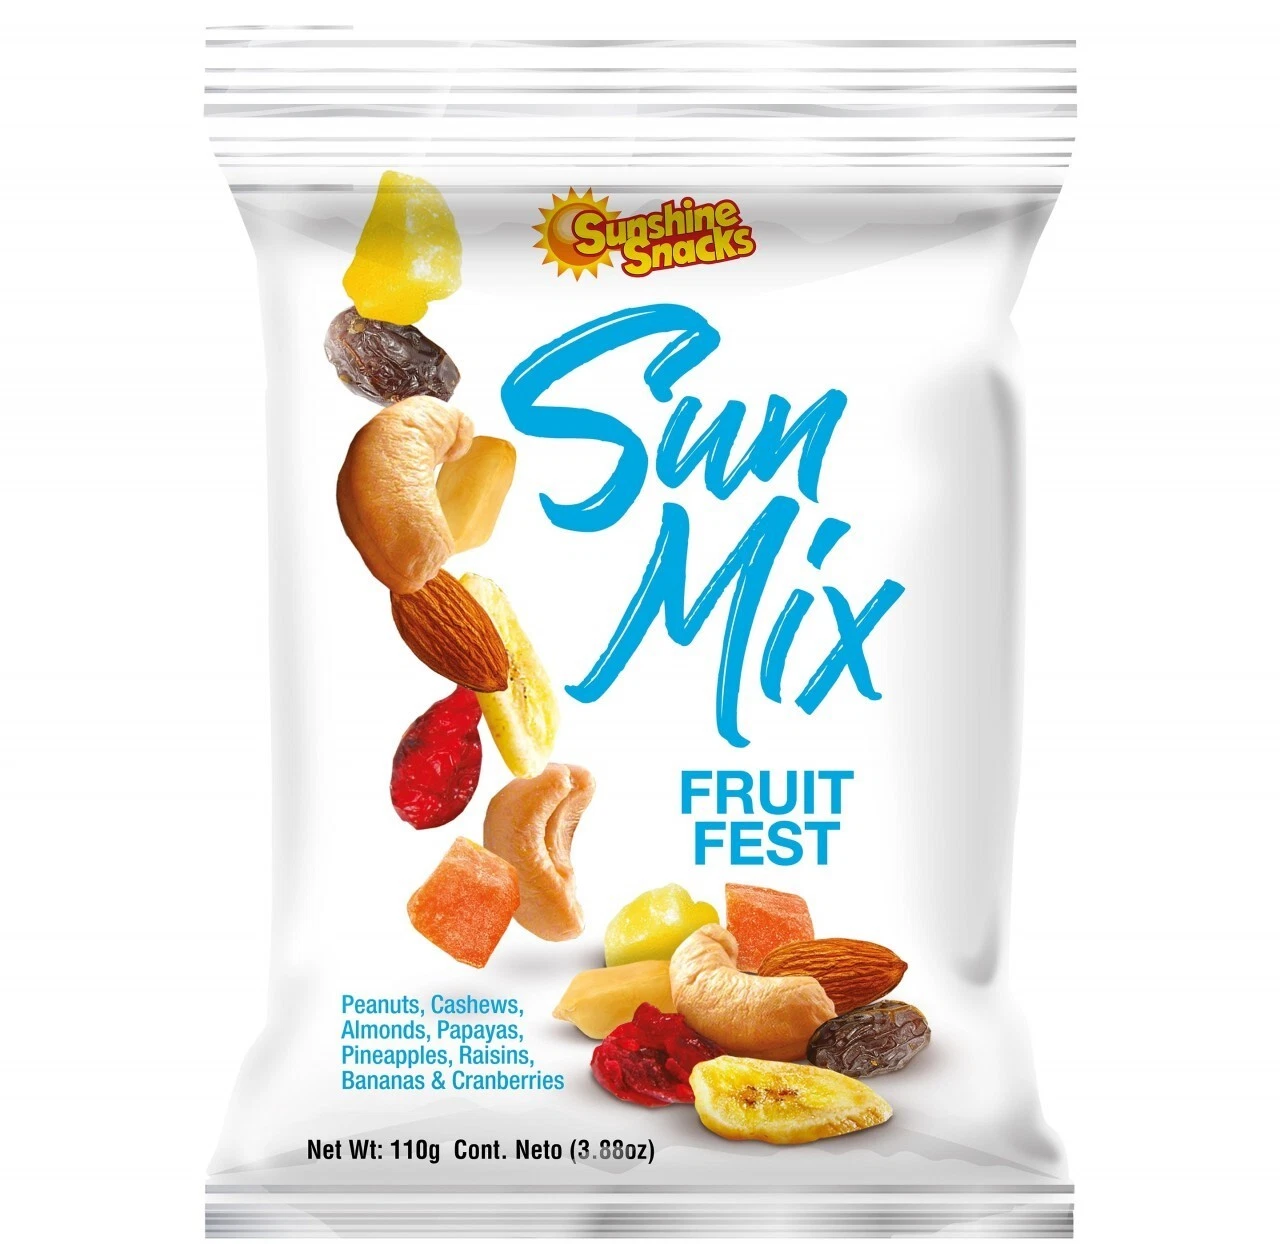 Sunshine
Snacks
Sun
Mix
FRUIT
FEST
Peanuts, Cashews,
Almonds, Papayas,
Pineapples, Raisins,
Bananas & Cranberries
Net Wt: 110g Cont. Neto (3.88oz)